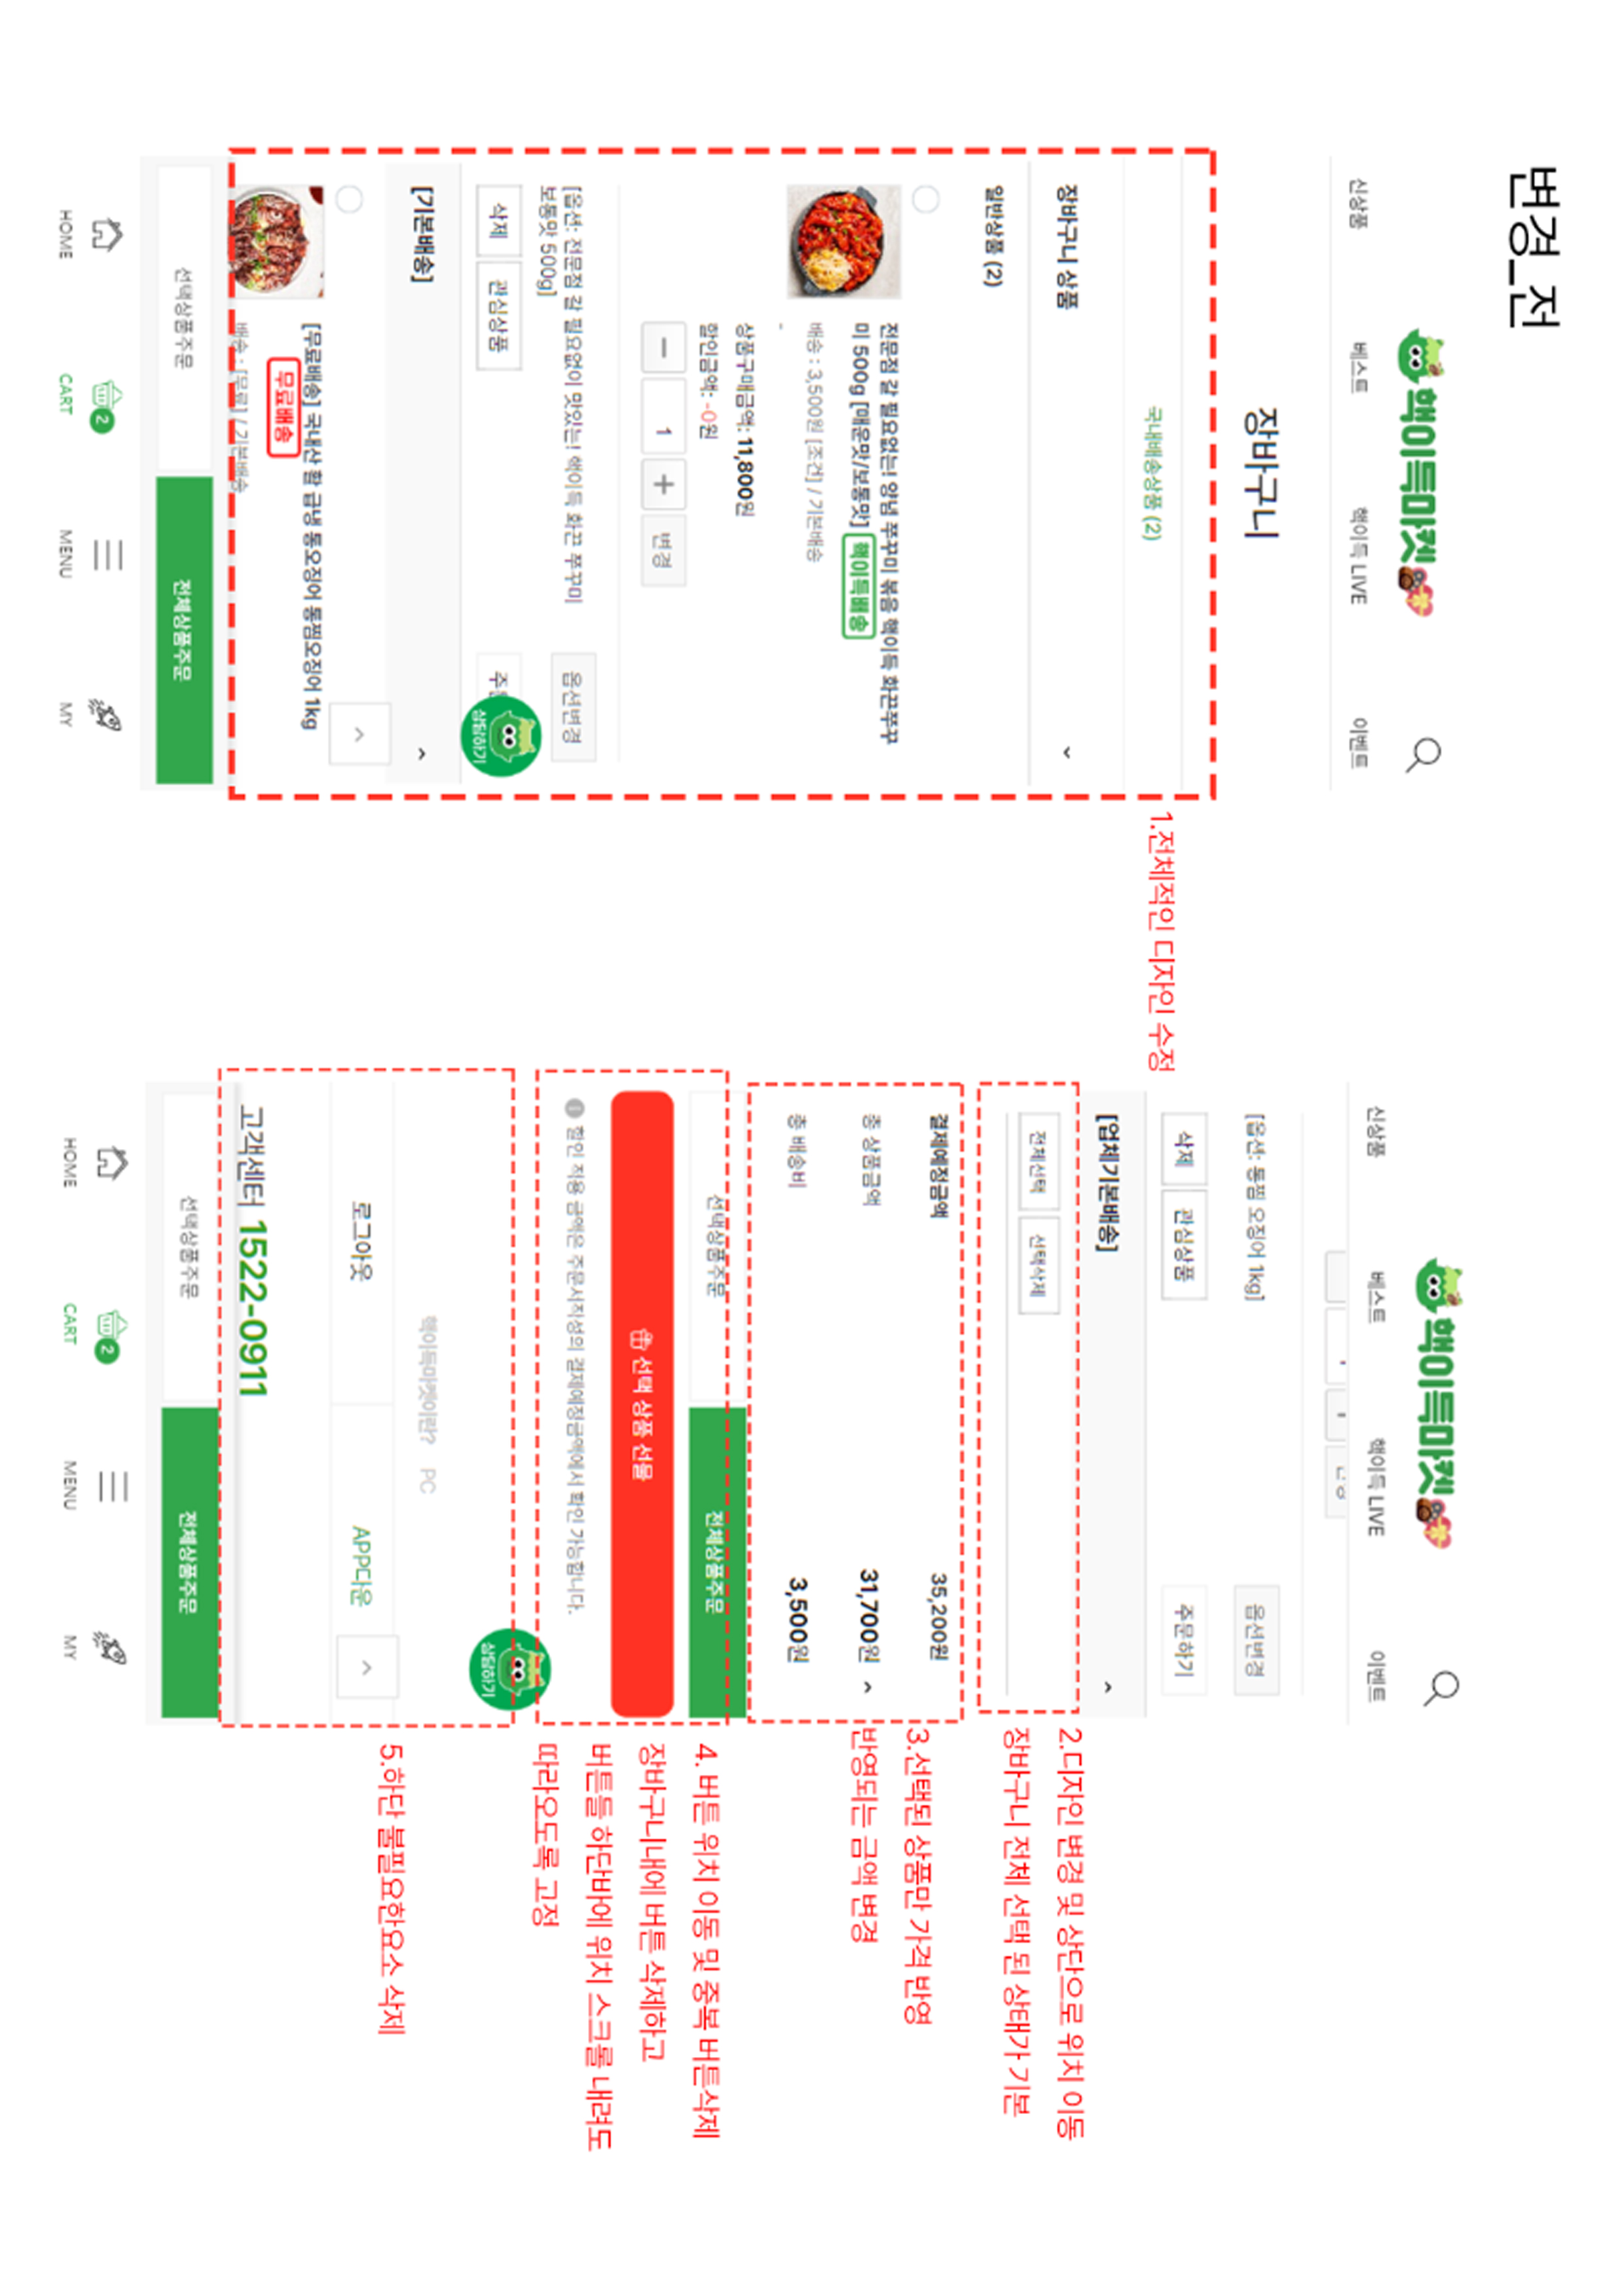 변경_전
핵이득마켓
신상품 베스트 핵이득 LIVE 이벤트
장바구니
국내배송상품 (2)
장바구니 상품
일반상품 (2)
전문점 갈 필요없는! 양념 쭈꾸미 볶음 핵이득 화끈쭈꾸
미 500g [매운맛/보통맛] 핵이득배송
배송 : 3,500원 [조건] / 기본배송
-
상품구매금액: 11,800원
할인금액: -0원
1 변경
[옵션: 전문점 갈 필요없이 맛있는! 핵이득 화끈 쭈꾸미
보통맛 500g]
옵션변경
삭제 관심상품
상담하기
[기본배송]
[무료배송] 국내산 활 급냉 통오징어 통찜오징어 1kg
무료배송
배송 : [무료] / 기본배송
선택상품주문 전체상품주문
HOME CART 2 MENU MY
1.전체적인 디자인 수정
핵이득마켓
신상품 베스트 핵이득 LIVE 이벤트
[옵션: 통찜 오징어 1kg] 옵션변경
삭제 관심상품 주문하기
[업체기본배송]
전체선택 선택삭제
결제예정금액 35,200원
총 상품금액 31,700원
총 배송비 3,500원
선택상품주문 전체상품주문
선택 상품 선물
할인 적용 금액은 주문서작성의 결제예정금액에서 확인 가능합니다.
상담하기
핵이득마켓이란? PC
로그아웃 APP다운
고객센터 1522-0911
선택상품주문 전체상품주문
HOME CART 2 MENU MY
2.디자인 변경 및 상단으로 위치 이동
장바구니 전체 선택 된 상태가 기본
3.선택된 상품만 가격 반영
반영되는 금액 변경
4. 버튼 위치 이동 및 중복 버튼삭제
장바구니내에 버튼 삭제하고
버튼들 하단바에 위치 스크롤 내려도
따라오도록 고정
5.하단 불필요한요소 삭제